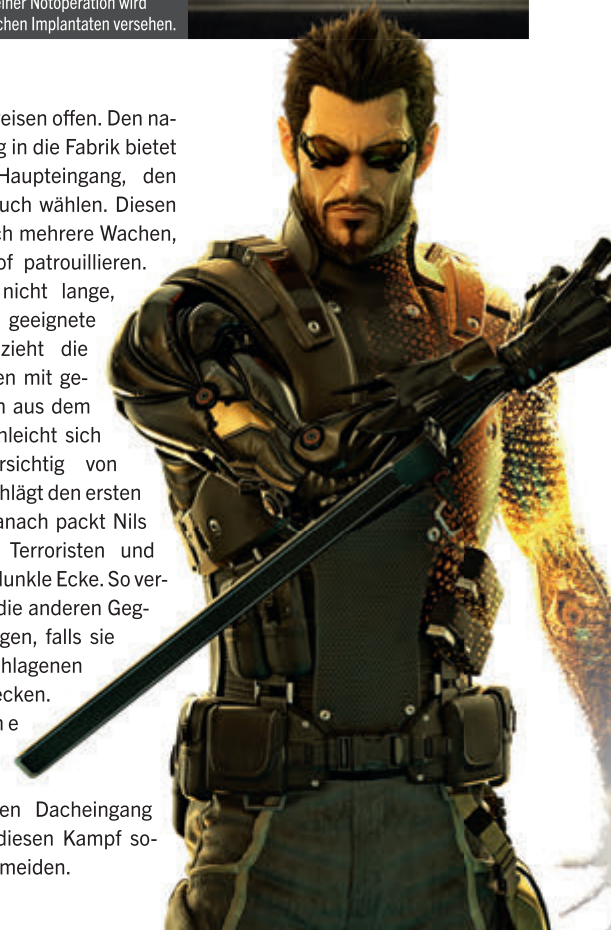 einer Notoperation wird
chen Implantaten versehen.
eisen offen. Den na-
g in die Fabrik bietet
Haupteingang, den
uch wählen. Diesen
ch mehrere Wachen,
of patrouillieren.
nicht lange,
geeignete
zieht die
en mit ge-
n aus dem
hleicht sich
rsichtig von
hlägt den ersten
anach packt Nils
Terroristen und
dunkle Ecke. So ver-
die anderen Geg-
gen, falls sie
hlagenen
ecken.
n e
en Dacheingang
diesen Kampf so-
meiden.